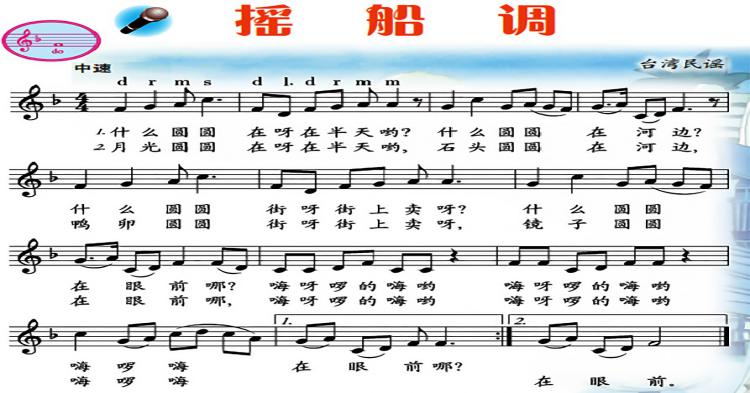 摇船调
do
中速
台湾民谣
d r m s d l. d r m m
4/4
1.什么圆圆 在呀在半天哟? 什么圆圆 在河边?
2.月光圆圆 在呀在半天哟, 石头圆圆 在河边,
什么圆圆 街呀街上卖呀? 什么圆圆
鸭卵圆圆 街呀街上卖呀, 镜子圆圆
在眼前哪? 嗨呀啰的嗨哟 嗨呀啰的嗨哟
在眼前哪, 嗨呀啰的嗨哟 嗨呀啰的嗨哟
1. 2.
嗨啰嗨 在眼前哪?
嗨啰嗨 在眼前。